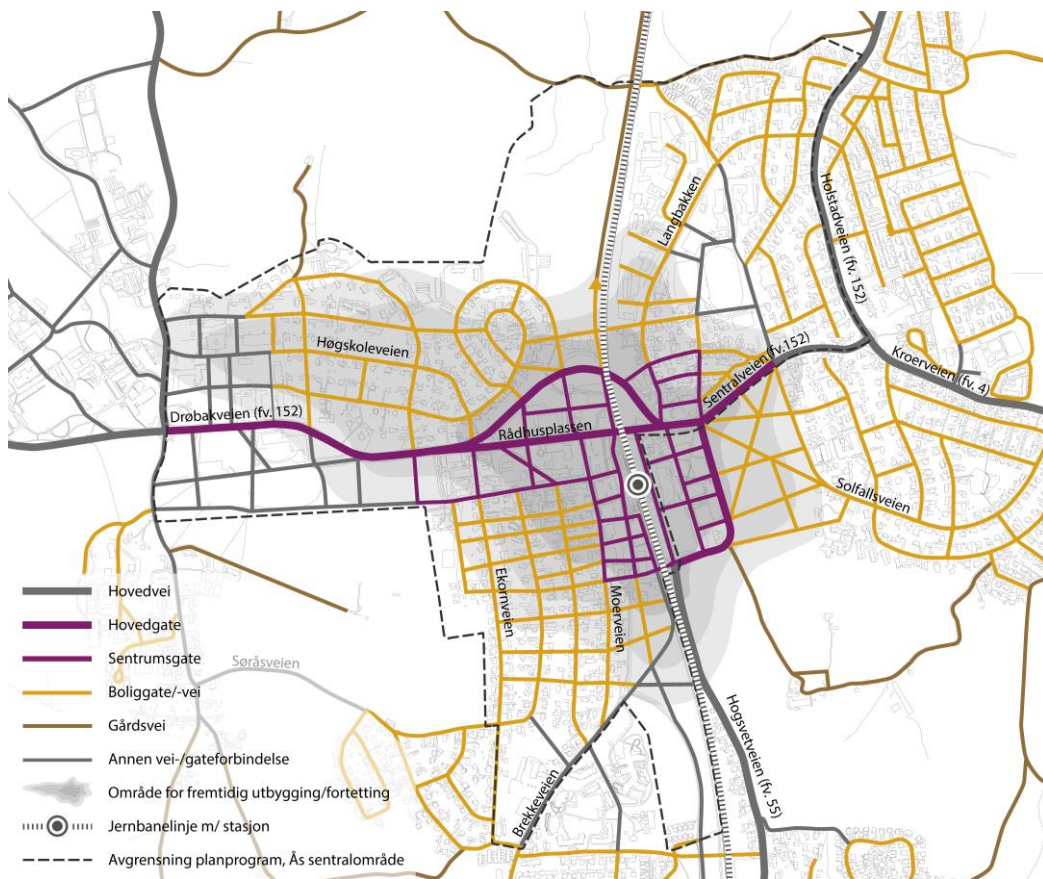 Langbakken
Holstadveien (fv. 152)
Høgskoleveien
Sentralveien (fv.152)
Kroerveien (fv. 4)
Drøbakveien (fv. 152)
Rådhusplassen
Solfallsveien
Ekornveien
Moerveien
Søråsveien
Hogsvetveien (fv. 55)
Brekkeveien
Hovedvei
Hovedgate
Sentrumsgate
Boliggate/-vei
Gårdsvei
Annen vei-/gateforbindelse
Område for fremtidig utbygging/fortetting
Jernbanelinje m/ stasjon
Avgrensning planprogram, Ås sentralområde